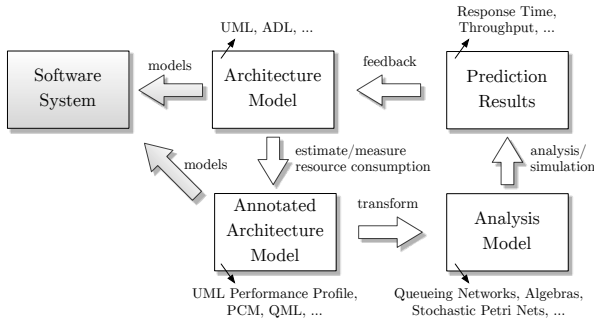 UML, ADL, ...
Response Time,
Throughput, ...
Software
System
models
Architecture
Model
feedback
Prediction
Results
models
estimate/measure
resource consumption
analysis/
simulation
Annotated
Architecture
Model
transform
Analysis
Model
UML Performance Profile,
PCM, QML, ...
Queueing Networks, Algebras,
Stochastic Petri Nets, ...